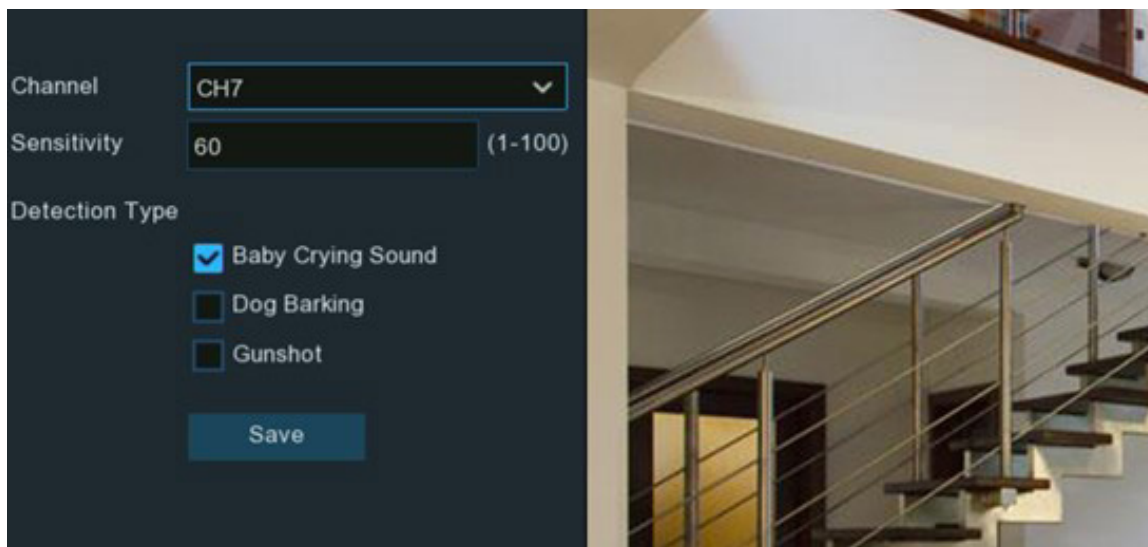 Channel CH7
Sensitivity 60 (1-100)
Detection Type
Baby Crying Sound
Dog Barking
Gunshot
Save